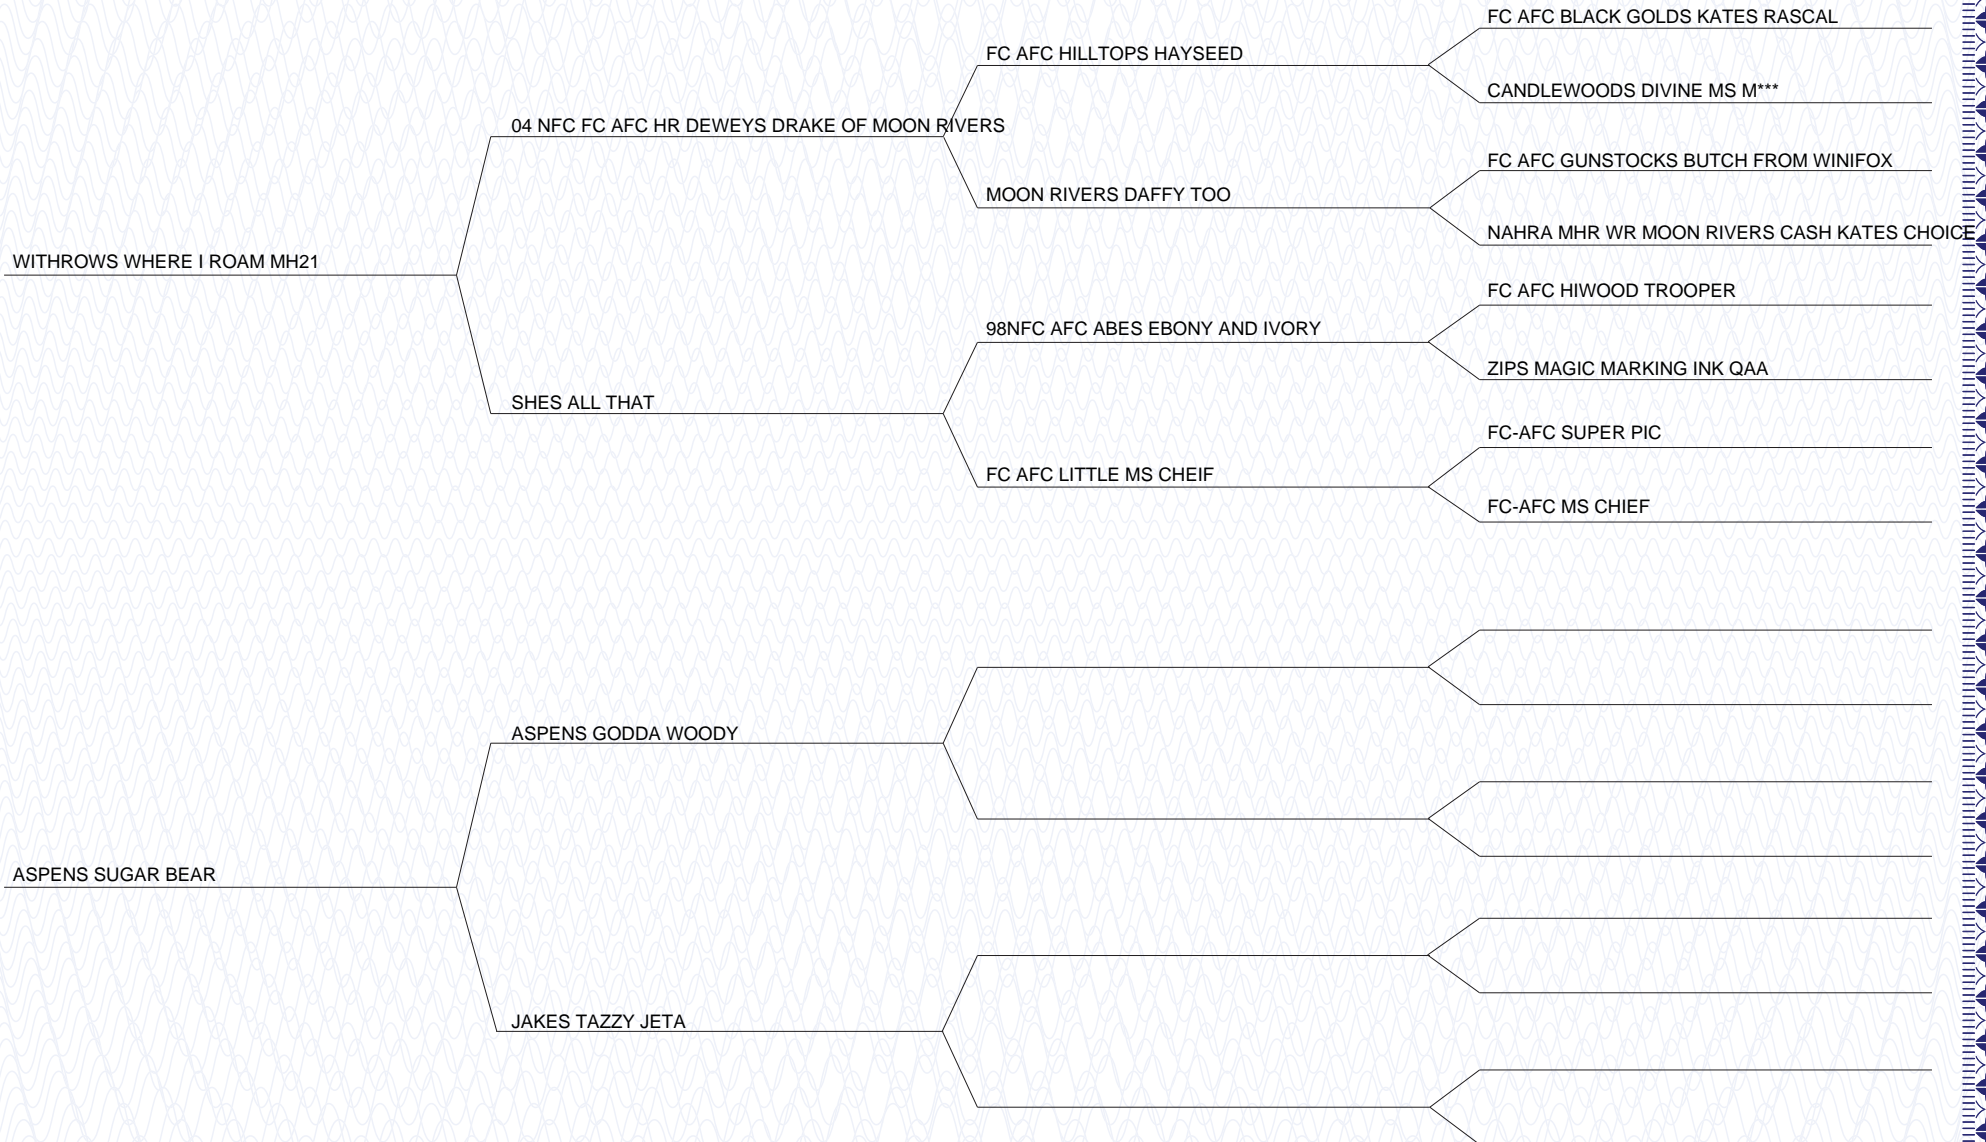 FC AFC BLACK GOLDS KATES RASCAL
FC AFC HILLTOPS HAYSEED
CANDLEWOODS DIVINE MS M***
04 NFC FC AFC HR DEWEYS DRAKE OF MOON RIVERS
FC AFC GUNSTOCKS BUTCH FROM WINIFOX
MOON RIVERS DAFFY TOO
NAHRA MHR WR MOON RIVERS CASH KATES CHOICE
WITHROWS WHERE I ROAM MH21
FC AFC HIWOOD TROOPER
98NFC AFC ABES EBONY AND IVORY
ZIPS MAGIC MARKING INK QAA
SHES ALL THAT
FC-AFC SUPER PIC
FC AFC LITTLE MS CHEIF
FC-AFC MS CHIEF
ASPENS GODDA WOODY
ASPENS SUGAR BEAR
JAKES TAZZY JETA